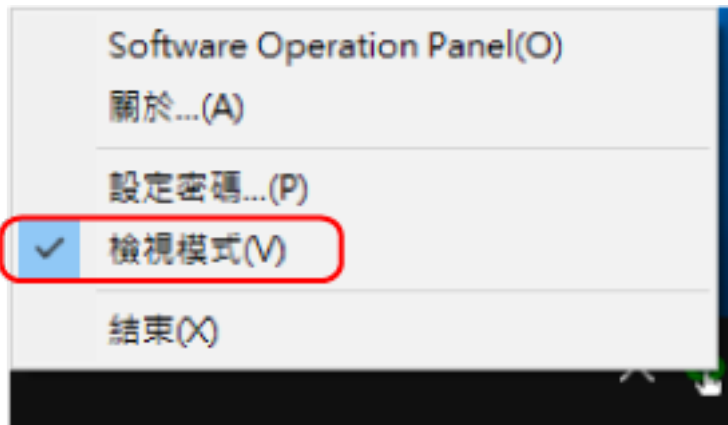 Software Operation Panel(O)
關於...(A)
設定密碼...(P)
檢視模式(V)
結束(X)